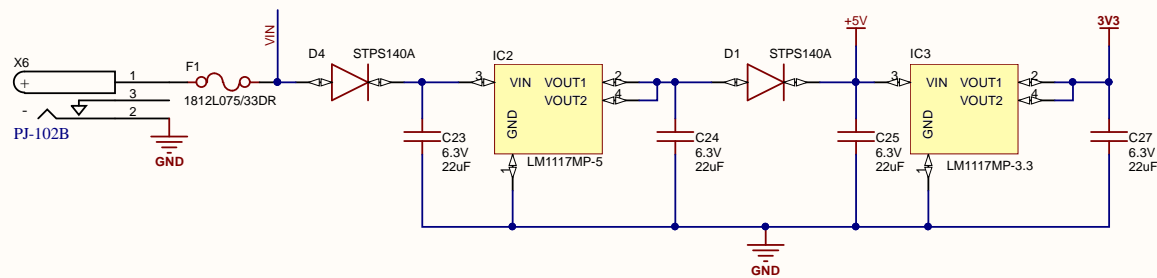 X6
+
-
PJ-102B
1
3
2
GND
F1
1812L075/33DR
VIN
D4
STPS140A
IC2
3
VIN
VOUT1
VOUT2
GND
2
4
1
LM1117MP-5
C23
6.3V
22uF
C24
6.3V
22uF
D1
STPS140A
+5V
C25
6.3V
22uF
IC3
3
VIN
VOUT1
VOUT2
GND
2
4
1
LM1117MP-3.3
3V3
C27
6.3V
22uF
GND